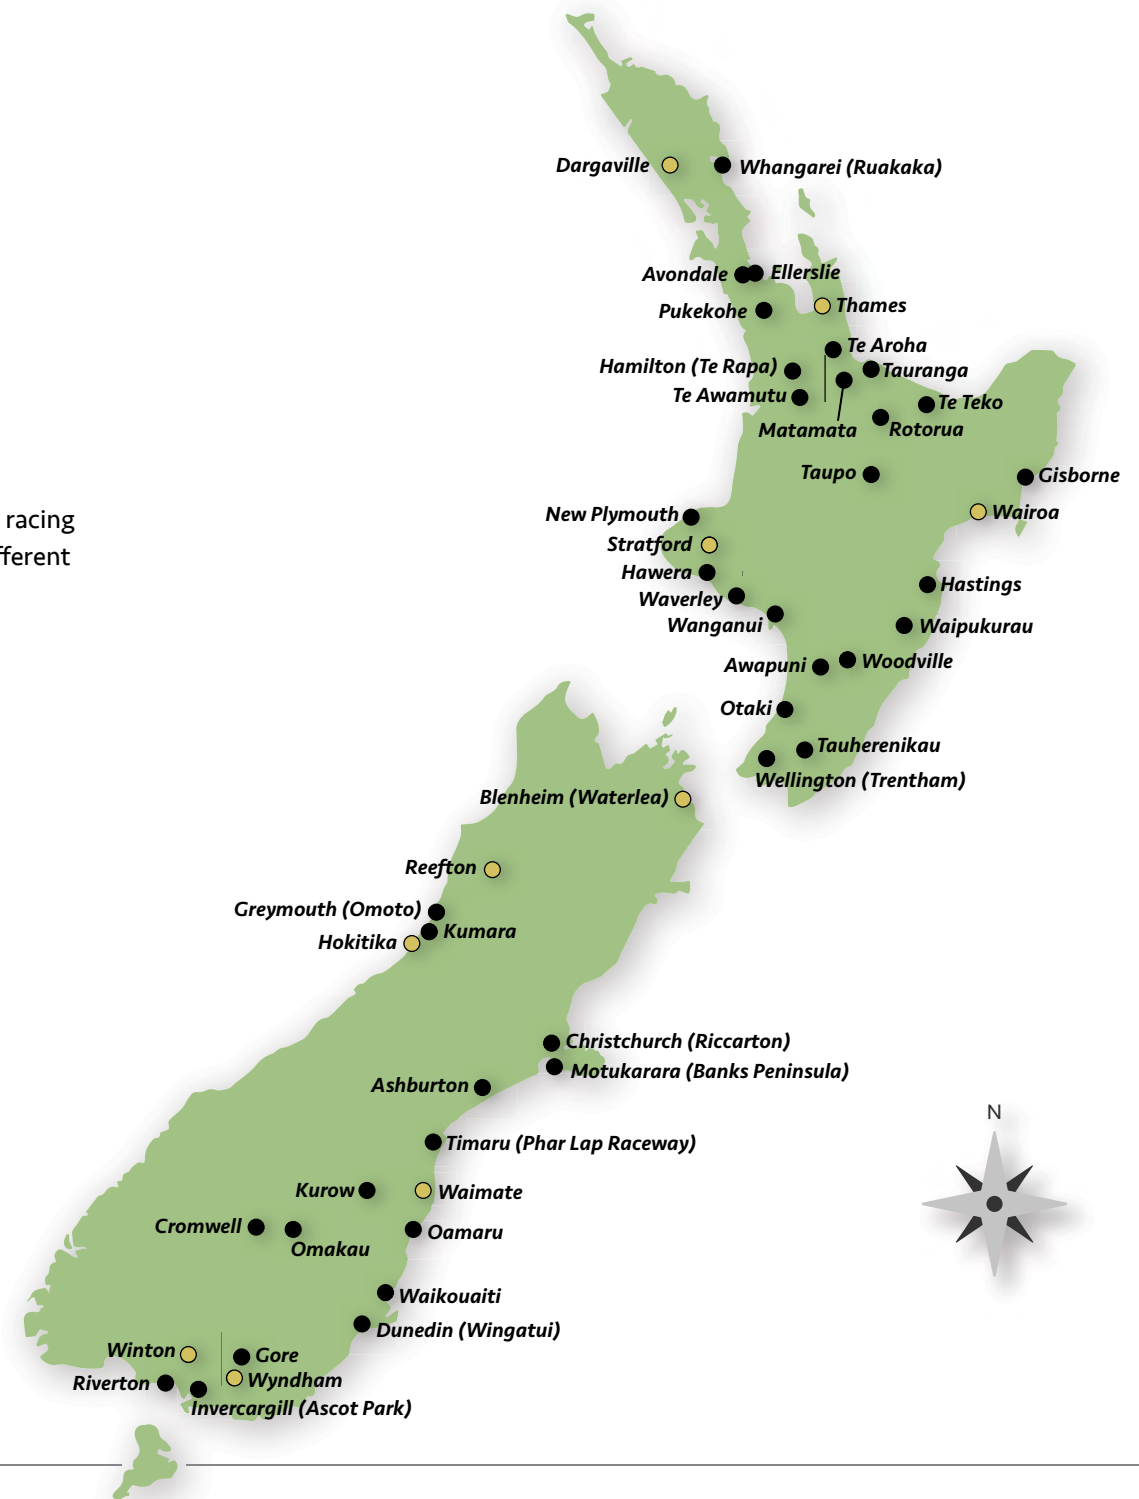 Dargaville
Whangarei (Ruakaka)
Avondale
Ellerslie
Pukekohe
Thames
Te Aroha
Hamilton (Te Rapa)
Tauranga
Te Awamutu
Te Teko
Matamata
Rotorua
Taupo
Gisborne
New Plymouth
Wairoa
racing
Stratford
fferent
Hawera
Hastings
Waverley
Wanganui
Waipukurau
Awapuni
Woodville
Otaki
Tauherenikau
Wellington (Trentham)
Blenheim (Waterlea)
Reefton
Greymouth (Omoto)
Kumara
Hokitika
Christchurch (Riccarton)
Motukarara (Banks Peninsula)
Ashburton
N
Timaru (Phar Lap Raceway)
Kurow
Waimate
Cromwell
Omakau
Oamaru
Waikouaiti
Dunedin (Wingatui)
Winton
Gore
Riverton
Wyndham
Invercargill (Ascot Park)